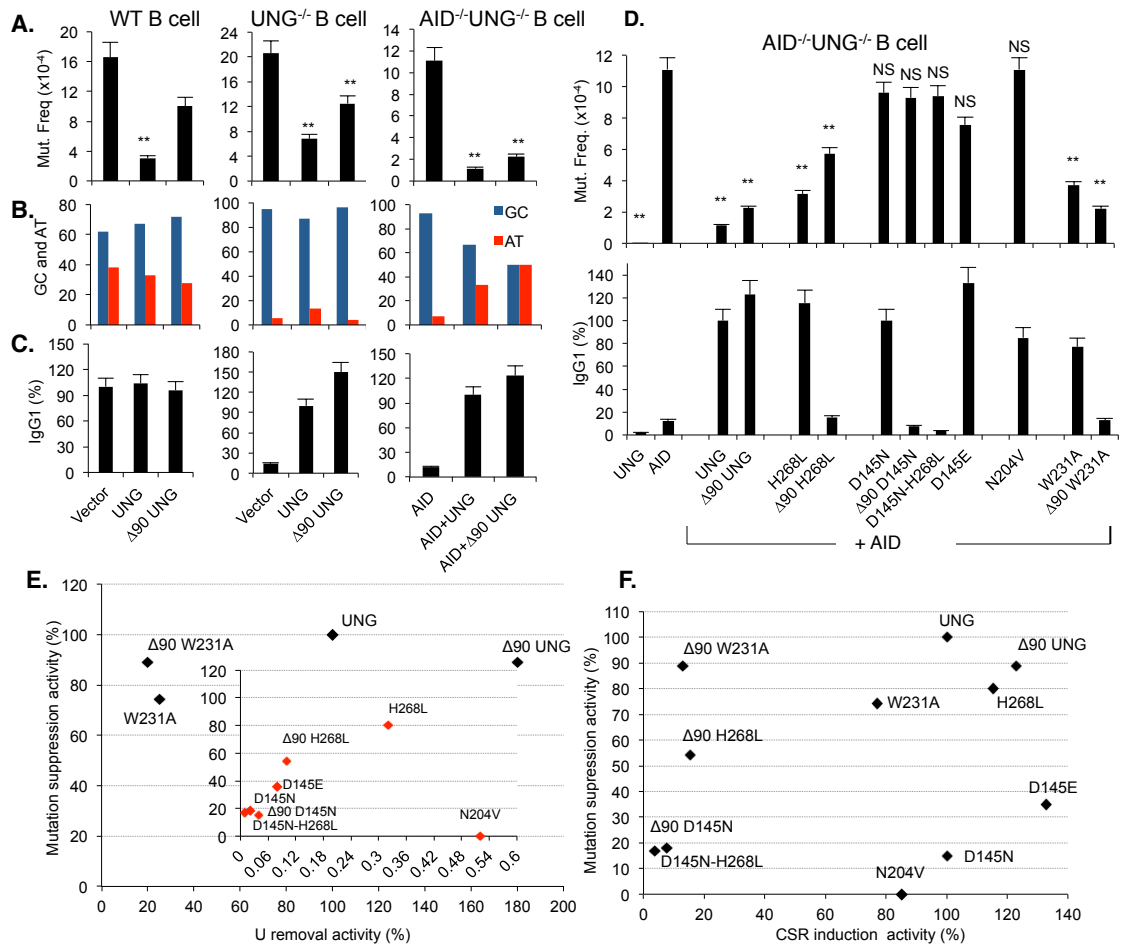 A.
WT B cell
UNG-/- B cell
AID-/-UNG-/- B cell
Mut. Freq (x10-4)
20
16
12
8
4
0
**
24
20
16
12
8
4
0
**
**
14
12
10
8
6
4
2
0
**
**
B.
GC and AT
80
60
40
20
0
100
80
60
40
20
0
100
80
60
40
20
0
GC
AT
C.
IgG1 (%)
150
120
90
60
30
0
180
150
120
90
60
30
0
150
120
90
60
30
0
Vector
UNG
Δ90 UNG
Vector
UNG
Δ90 UNG
AID
AID+UNG
AID+Δ90 UNG
D.
AID-/-UNG-/- B cell
Mut. Freq. (x10-4)
12
10
8
6
4
2
0
**
**
**
**
**
NS
NS
NS
NS
NS
**
**
IgG1 (%)
140
120
100
80
60
40
20
0
UNG
AID
UNG
Δ90 UNG
H268L
Δ90 H268L
D145N
Δ90 D145N
D145N-H268L
D145E
N204V
W231A
Δ90 W231A
+ AID
E.
Mutation suppression activity (%)
120
100
80
60
40
20
0
0 20 40 60 80 100 120 140 160 180 200
U removal activity (%)
UNG
Δ90 W231A
Δ90 UNG
W231A
120
100
80
60
40
20
0
H268L
Δ90 H268L
D145E
D145N
Δ90 D145N
D145N-H268L
N204V
0 0.06 0.12 0.18 0.24 0.3 0.36 0.42 0.48 0.54 0.6
F.
Mutation supression activity (%)
110
100
90
80
70
60
50
40
30
20
10
0
UNG
Δ90 W231A
Δ90 UNG
W231A
H268L
Δ90 H268L
D145E
Δ90 D145N
D145N-H268L
D145N
N204V
0 20 40 60 80 100 120 140
CSR induction activity (%)